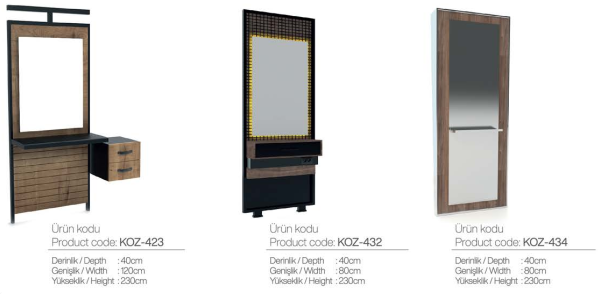 Ürün kodu
Product code: KOZ-423
Derinlik / Depth : 40cm
Genişlik / Width : 120cm
Yükseklik / Height : 230cm
Ürün kodu
Product code: KOZ-432
Derinlik / Depth : 40cm
Genişlik / Width : 80cm
Yükseklik / Height : 230cm
Ürün kodu
Product code: KOZ-434
Derinlik / Depth : 40cm
Genişlik / Width : 80cm
Yükseklik / Height : 230cm